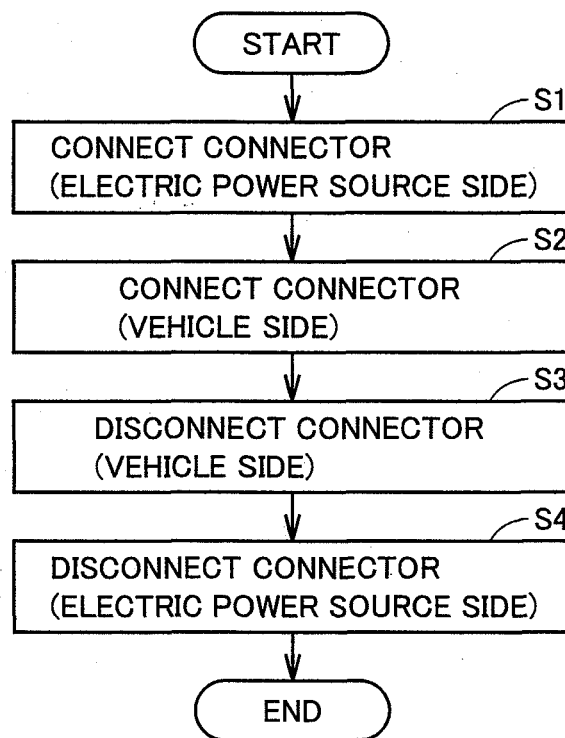 START
S1
CONNECT CONNECTOR
(ELECTRIC POWER SOURCE SIDE)
S2
CONNECT CONNECTOR
(VEHICLE SIDE)
S3
DISCONNECT CONNECTOR
(VEHICLE SIDE)
S4
DISCONNECT CONNECTOR
(ELECTRIC POWER SOURCE SIDE)
END